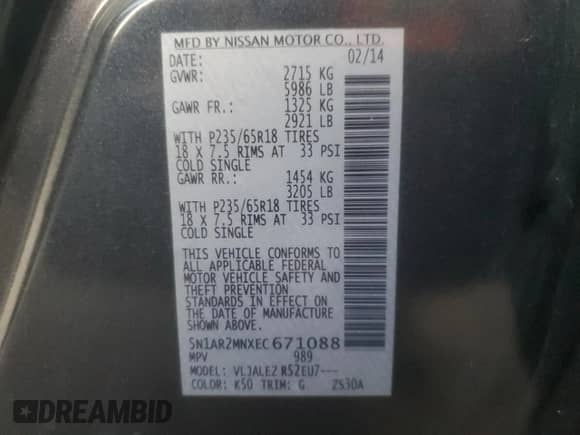 MFD BY NISSAN MOTOR CO., LTD.
DATE: 02/14
GVWR: 2715 KG
5986 LB
GAWR FR.: 1325 KG
2921 LB
WITH P235/65R18 TIRES
18 X 7.5 RIMS AT 33 PSI
COLD SINGLE
GAWR RR.: 1454 KG
3205 LB
WITH P235/65R18 TIRES
18 X 7.5 RIMS AT 33 PSI
COLD SINGLE
THIS VEHICLE CONFORMS TO
ALL APPLICABLE FEDERAL
MOTOR VEHICLE SAFETY AND
THEFT PREVENTION
STANDARDS IN EFFECT ON
THE DATE OF MANUFACTURE
SHOWN ABOVE.
5N1AR2MNXEC671088
MPV 989
MODEL: VLJALEZ R52EU7---
COLOR: K50 TRIM: G ZS30A
DREAMBID